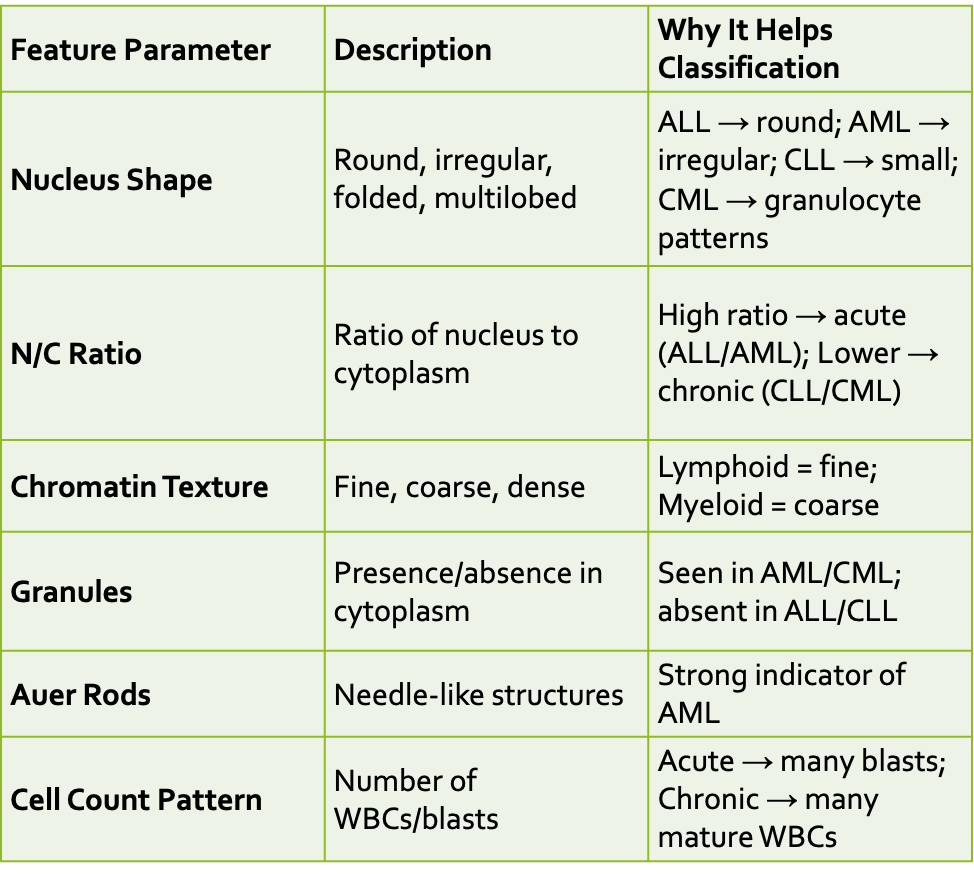 Feature Parameter
Description
Why It Helps
Classification
Nucleus Shape
Round, irregular,
folded, multilobed
ALL → round; AML →
irregular; CLL → small;
CML → granulocyte
patterns
N/C Ratio
Ratio of nucleus to
cytoplasm
High ratio → acute
(ALL/AML); Lower →
chronic (CLL/CML)
Chromatin Texture
Fine, coarse, dense
Lymphoid = fine;
Myeloid = coarse
Granules
Presence/absence in
cytoplasm
Seen in AML/CML;
absent in ALL/CLL
Auer Rods
Needle-like structures
Strong indicator of
AML
Cell Count Pattern
Number of
WBCs/blasts
Acute → many blasts;
Chronic → many
mature WBCs